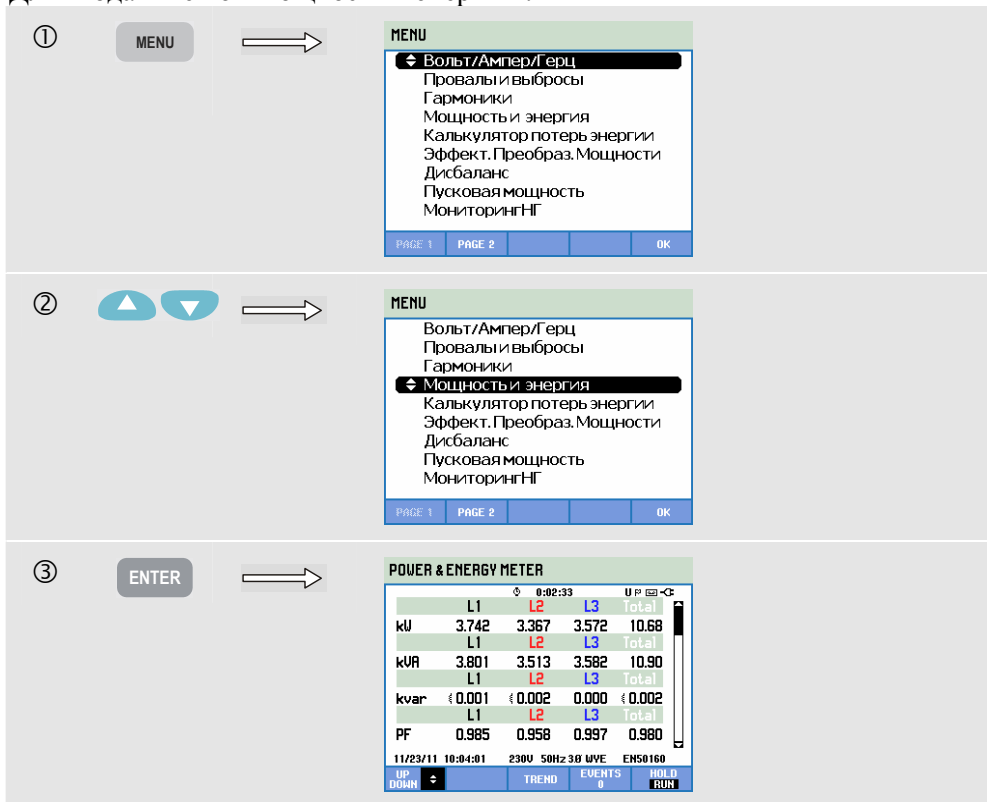 ①
MENU
MENU
Вольт/Ампер/Герц
Провалы и выбросы
Гармоники
Мощность и энергия
Калькулятор потерь энергии
Эффект. Преобраз. Мощности
Дисбаланс
Пусковая мощность
МониторингНГ
PAGE 1 PAGE 2 OK
②
MENU
Вольт/Ампер/Герц
Провалы и выбросы
Гармоники
Мощность и энергия
Калькулятор потерь энергии
Эффект. Преобраз. Мощности
Дисбаланс
Пусковая мощность
МониторингНГ
PAGE 1 PAGE 2 OK
③
ENTER
POWER & ENERGY METER
0:02:33 U
L1 L2 L3 Total
kW 3.742 3.367 3.572 10.68
L1 L2 L3 Total
kVA 3.801 3.513 3.582 10.90
L1 L2 L3 Total
kvar 0.001 0.002 0.000 0.002
L1 L2 L3 Total
PF 0.985 0.958 0.997 0.980
11/23/11 10:04:01 230V 50Hz 3Ø WYE EN50160
UP DOWN TREND EVENTS 0 HOLD RUN